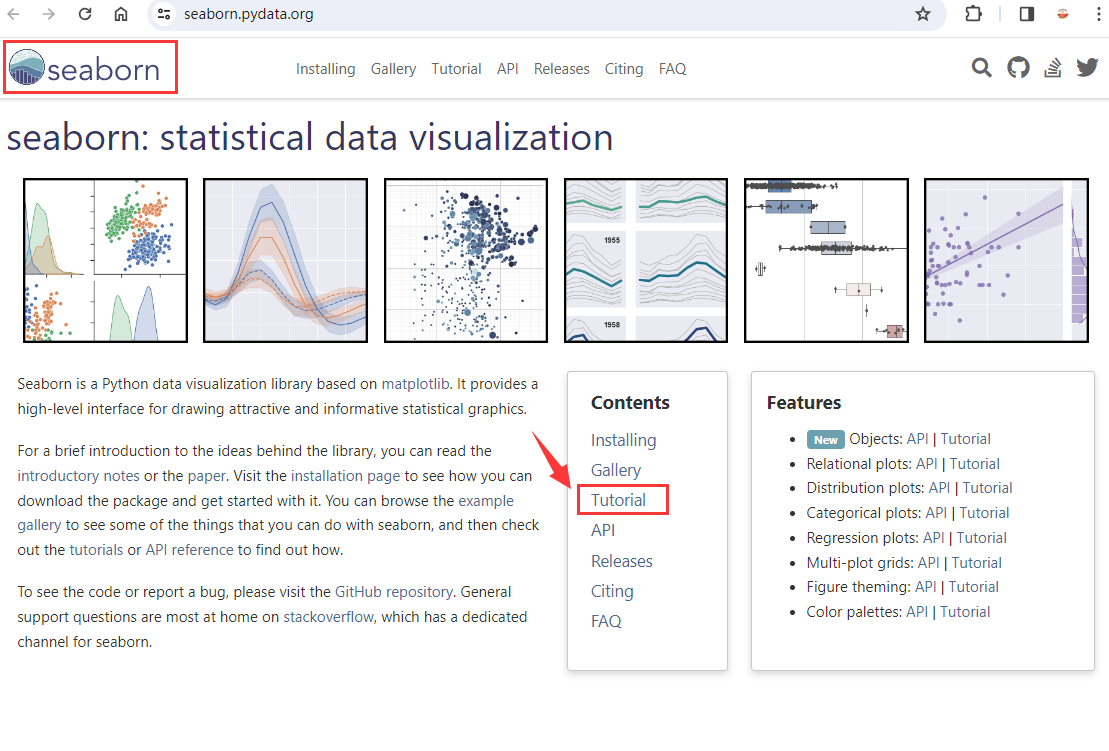 seaborn.pydata.org
seaborn
Installing Gallery Tutorial API Releases Citing FAQ
seaborn: statistical data visualization
1955
1958
Seaborn is a Python data visualization library based on matplotlib. It provides a
high-level interface for drawing attractive and informative statistical graphics.
For a brief introduction to the ideas behind the library, you can read the
introductory notes or the paper. Visit the installation page to see how you can
download the package and get started with it. You can browse the example
gallery to see some of the things that you can do with seaborn, and then check
out the tutorials or API reference to find out how.
To see the code or report a bug, please visit the GitHub repository. General
support questions are most at home on stackoverflow, which has a dedicated
channel for seaborn.
Contents
Installing
Gallery
Tutorial
API
Releases
Citing
FAQ
Features
New Objects: API | Tutorial
Relational plots: API | Tutorial
Distribution plots: API | Tutorial
Categorical plots: API | Tutorial
Regression plots: API | Tutorial
Multi-plot grids: API | Tutorial
Figure theming: API | Tutorial
Color palettes: API | Tutorial